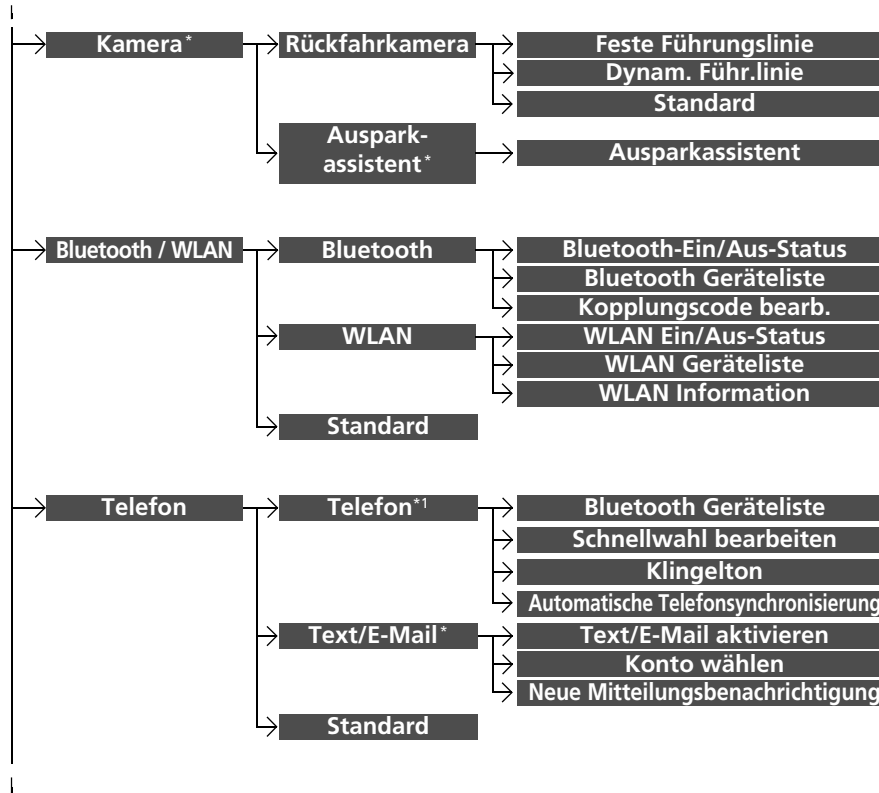 Kamera*
Rückfahrkamera
Feste Führungslinie
Dynam. Führ.linie
Standard
Auspark-
assistent*
Ausparkassistent
Bluetooth / WLAN
Bluetooth
Bluetooth-Ein/Aus-Status
Bluetooth Geräteliste
Kopplungscode bearb.
WLAN
WLAN Ein/Aus-Status
WLAN Geräteliste
WLAN Information
Standard
Telefon
Telefon*1
Bluetooth Geräteliste
Schnellwahl bearbeiten
Klingelton
Automatische Telefonsynchronisierung
Text/E-Mail*
Text/E-Mail aktivieren
Konto wählen
Neue Mitteilungsbenachrichtigung
Standard